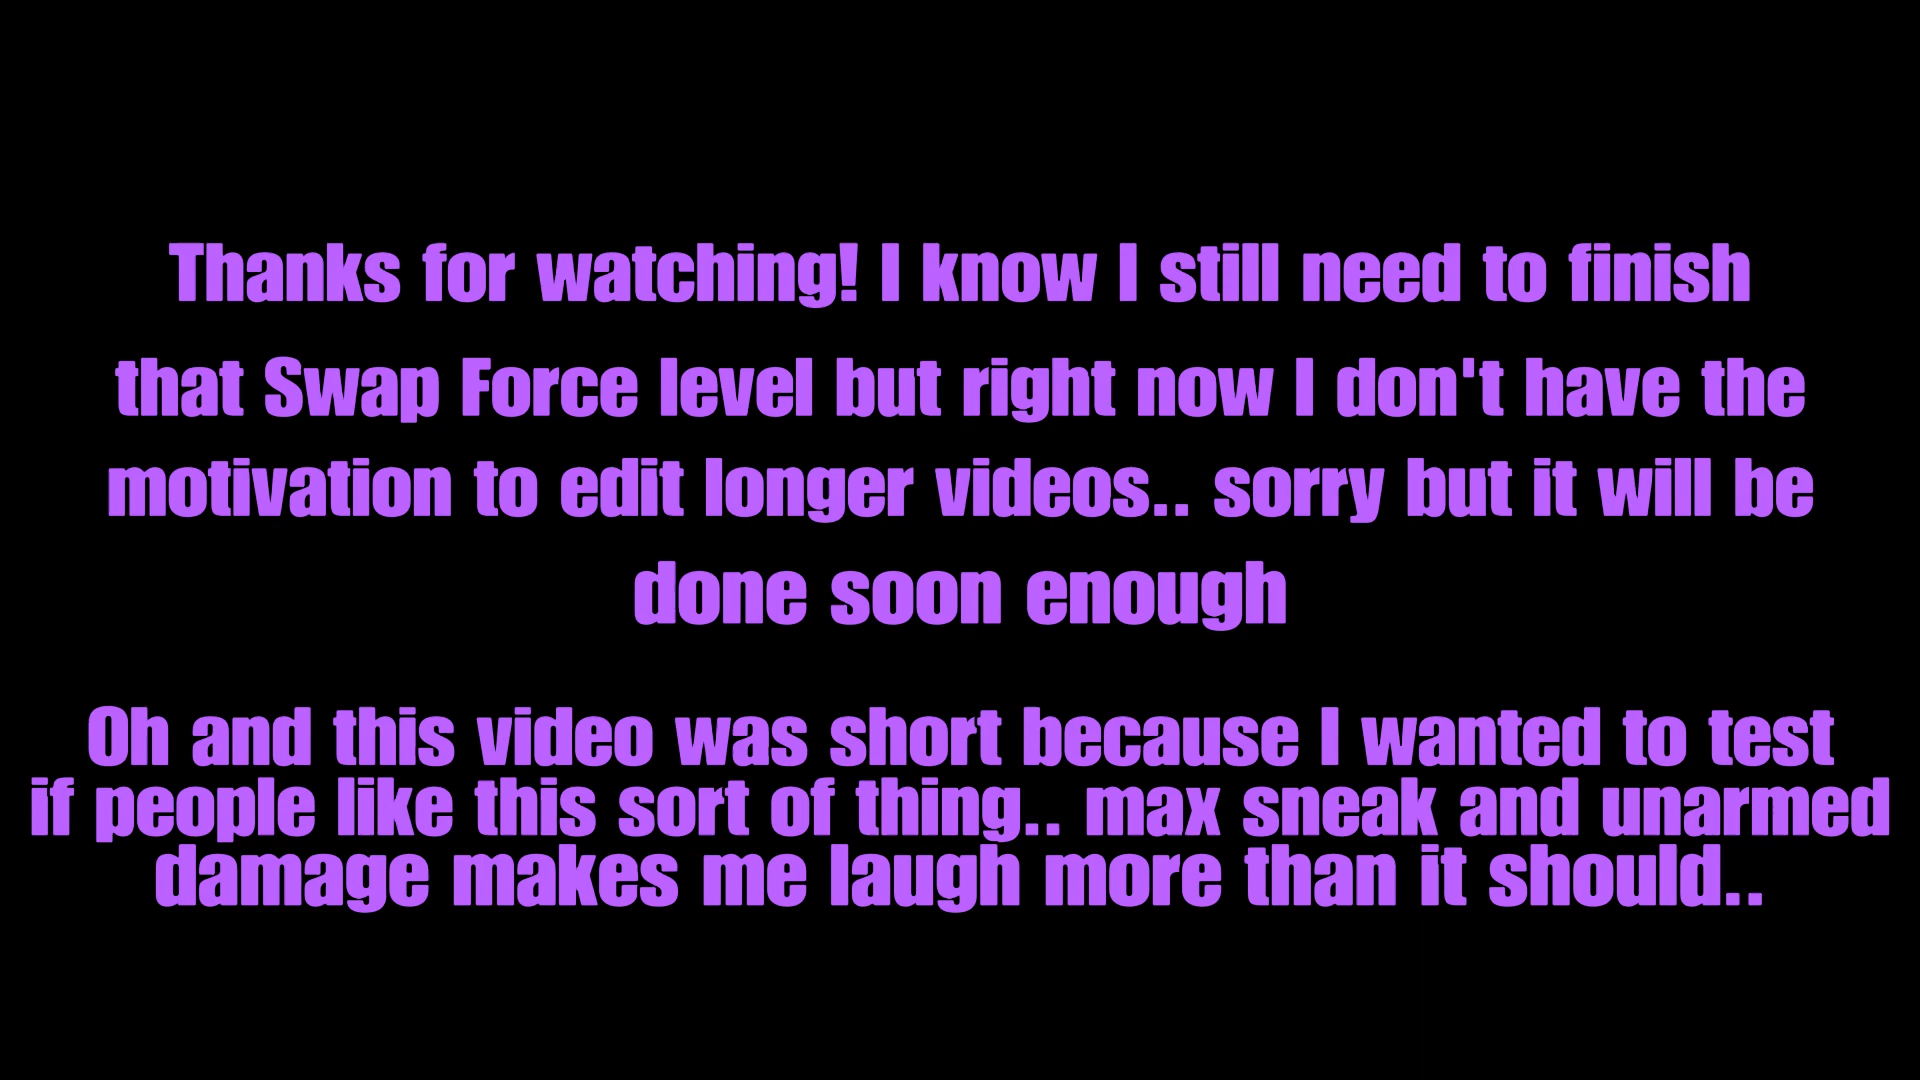 Thanks for watching! I know I still need to finish
that Swap Force level but right now I don't have the
motivation to edit longer videos.. sorry but it will be
done soon enough
Oh and this video was short because I wanted to test
if people like this sort of thing.. max sneak and unarmed
damage makes me laugh more than it should..